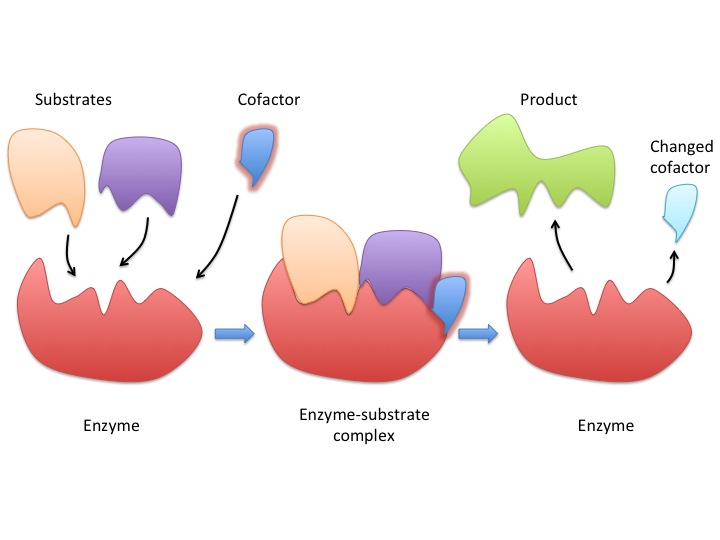 Substrates
Cofactor
Product
Changed
cofactor
Enzyme
Enzyme-substrate
complex
Enzyme